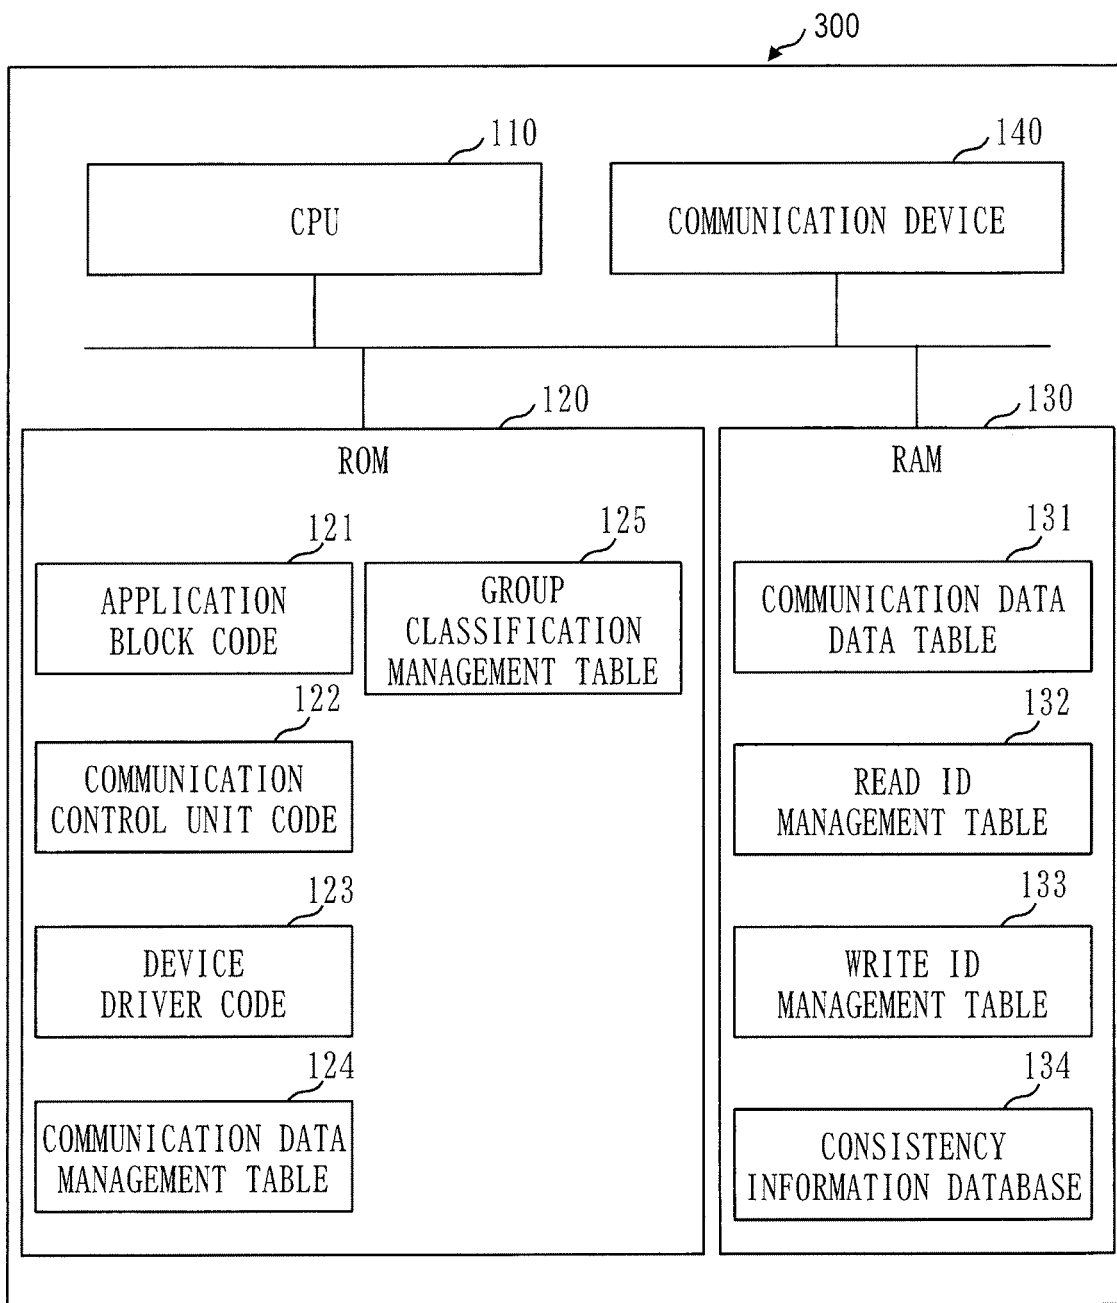 300
110
CPU
140
COMMUNICATION DEVICE
120
ROM
121
APPLICATION
BLOCK CODE
125
GROUP
CLASSIFICATION
MANAGEMENT TABLE
122
COMMUNICATION
CONTROL UNIT CODE
123
DEVICE
DRIVER CODE
124
COMMUNICATION DATA
MANAGEMENT TABLE
130
RAM
131
COMMUNICATION DATA
DATA TABLE
132
READ ID
MANAGEMENT TABLE
133
WRITE ID
MANAGEMENT TABLE
134
CONSISTENCY
INFORMATION DATABASE